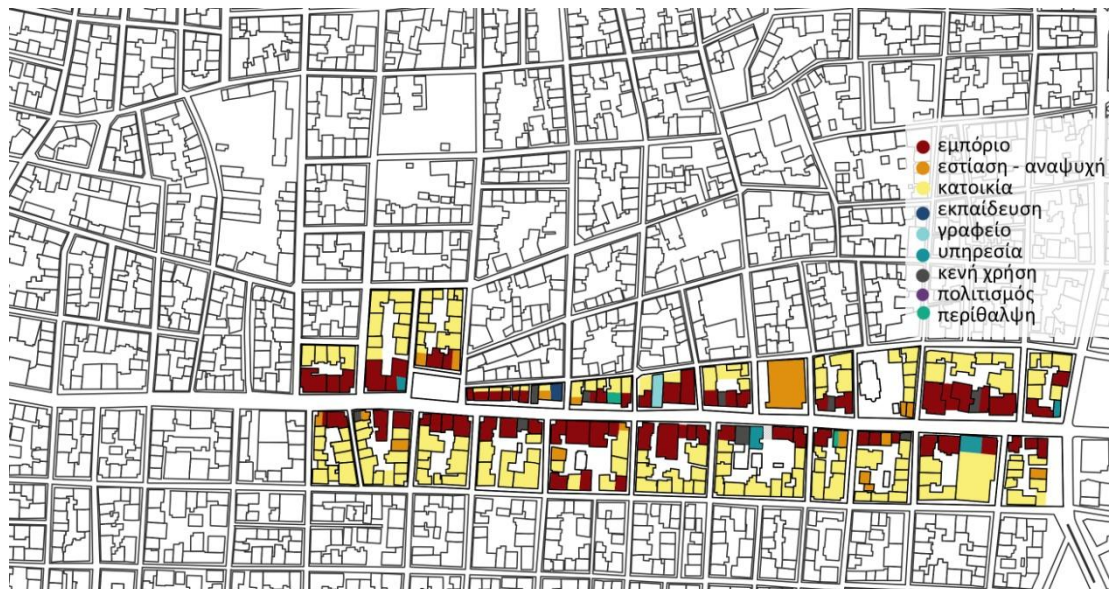 εμπόριο
εστίαση - αναψυχή
κατοικία
εκπαίδευση
γραφείο
υπηρεσία
κενή χρήση
πολιτισμός
περίθαλψη